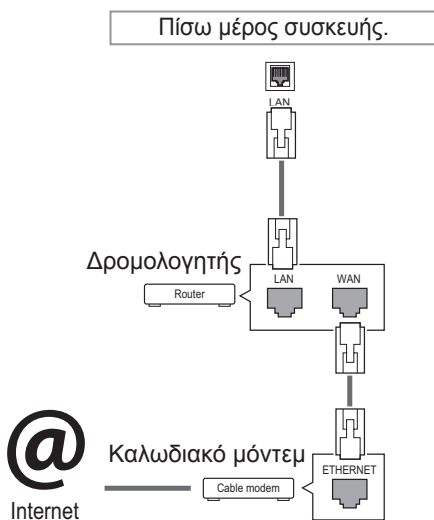 Πίσω μέρος συσκευής.
LAN
Δρομολογητής
Router
LAN WAN
@
Καλωδιακό μόντεμ
ETHERNET
Cable modem
Internet